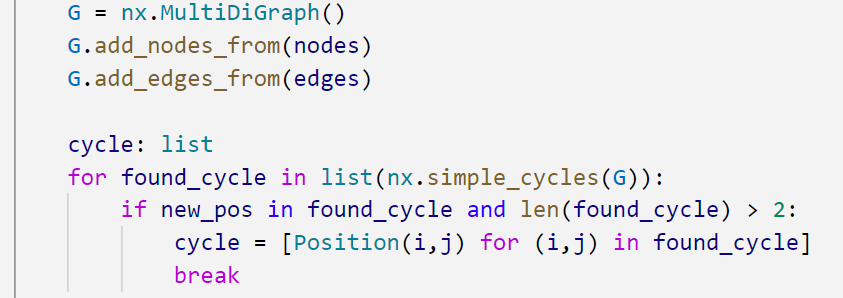 G = nx.MultiDiGraph()
G.add_nodes_from(nodes)
G.add_edges_from(edges)
cycle: list
for found_cycle in list(nx.simple_cycles(G)):
if new_pos in found_cycle and len(found_cycle) > 2:
cycle = [Position(i,j) for (i,j) in found_cycle]
break